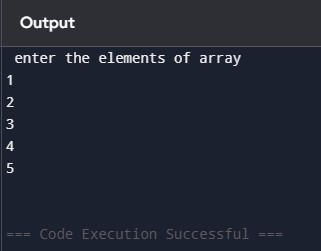 Output
enter the elements of array
1
2
3
4
5
=== Code Execution Successful ===